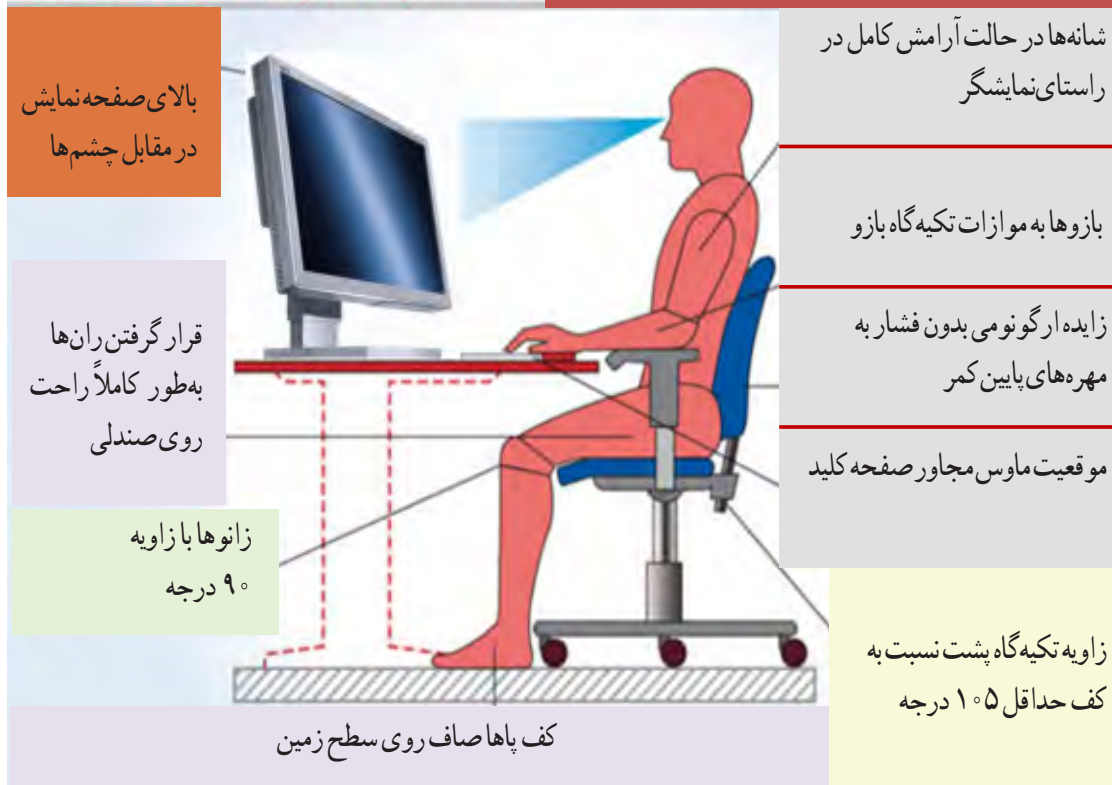 شانه‌ها در حالت آرامش کامل در
راستای نمایشگر
بازوها به موازات تکیه‌گاه بازو
زایده ارگونومی بدون فشار به
مهره‌های پایین کمر
موقعیت ماوس مجاور صفحه کلید
زاویه تکیه‌گاه پشت نسبت به
کف حداقل ۱۰۵ درجه
بالای صفحه نمایش
در مقابل چشم‌ها
قرار گرفتن ران‌ها
به‌طور کاملاً راحت
روی صندلی
زانوها با زاویه
۹۰ درجه
کف پاها صاف روی سطح زمین